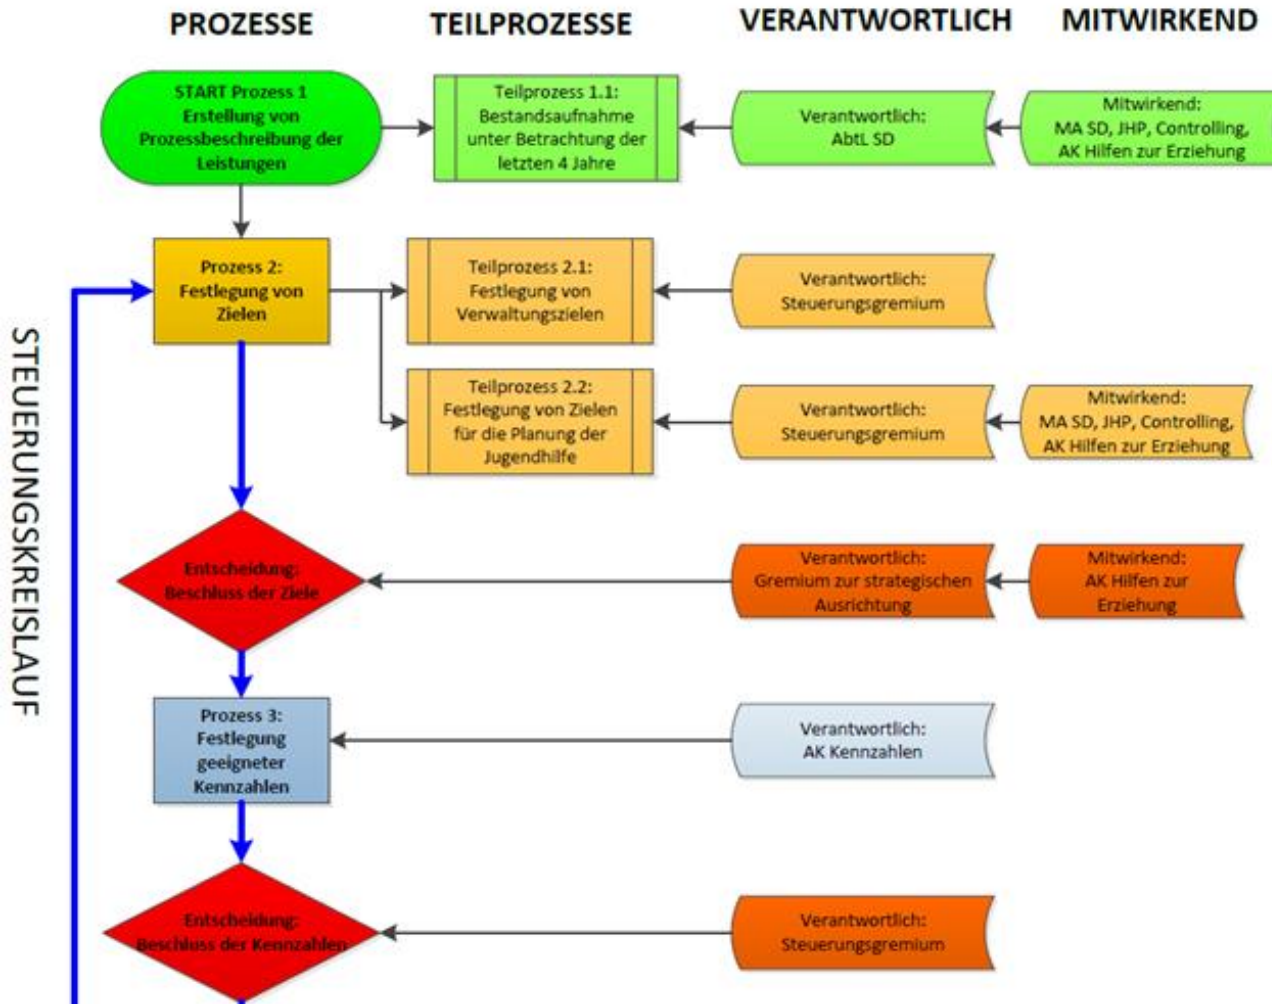 PROZESSE
TEILPROZESSE
VERANTWORTLICH
MITWIRKEND
START Prozess 1
Erstellung von
Prozessbeschreibung der
Leistungen
Teilprozess 1.1:
Bestandsaufnahme
unter Betrachtung der
letzten 4 Jahre
Verantwortlich:
AbtL SD
Mitwirkend:
MA SD, JHP, Controlling,
AK Hilfen zur Erziehung
Prozess 2:
Festlegung von
Zielen
Teilprozess 2.1:
Festlegung von
Verwaltungszielen
Verantwortlich:
Steuerungsgremium
Teilprozess 2.2:
Festlegung von Zielen
für die Planung der
Jugendhilfe
Verantwortlich:
Steuerungsgremium
Mitwirkend:
MA SD, JHP, Controlling,
AK Hilfen zur Erziehung
STEUERUNGSKREISLAUF
Entscheidung:
Beschluss der Ziele
Verantwortlich:
Gremium zur strategischen
Ausrichtung
Mitwirkend:
AK Hilfen zur
Erziehung
Prozess 3:
Festlegung
geeigneter
Kennzahlen
Verantwortlich:
AK Kennzahlen
Entscheidung:
Beschluss der Kennzahlen
Verantwortlich:
Steuerungsgremium